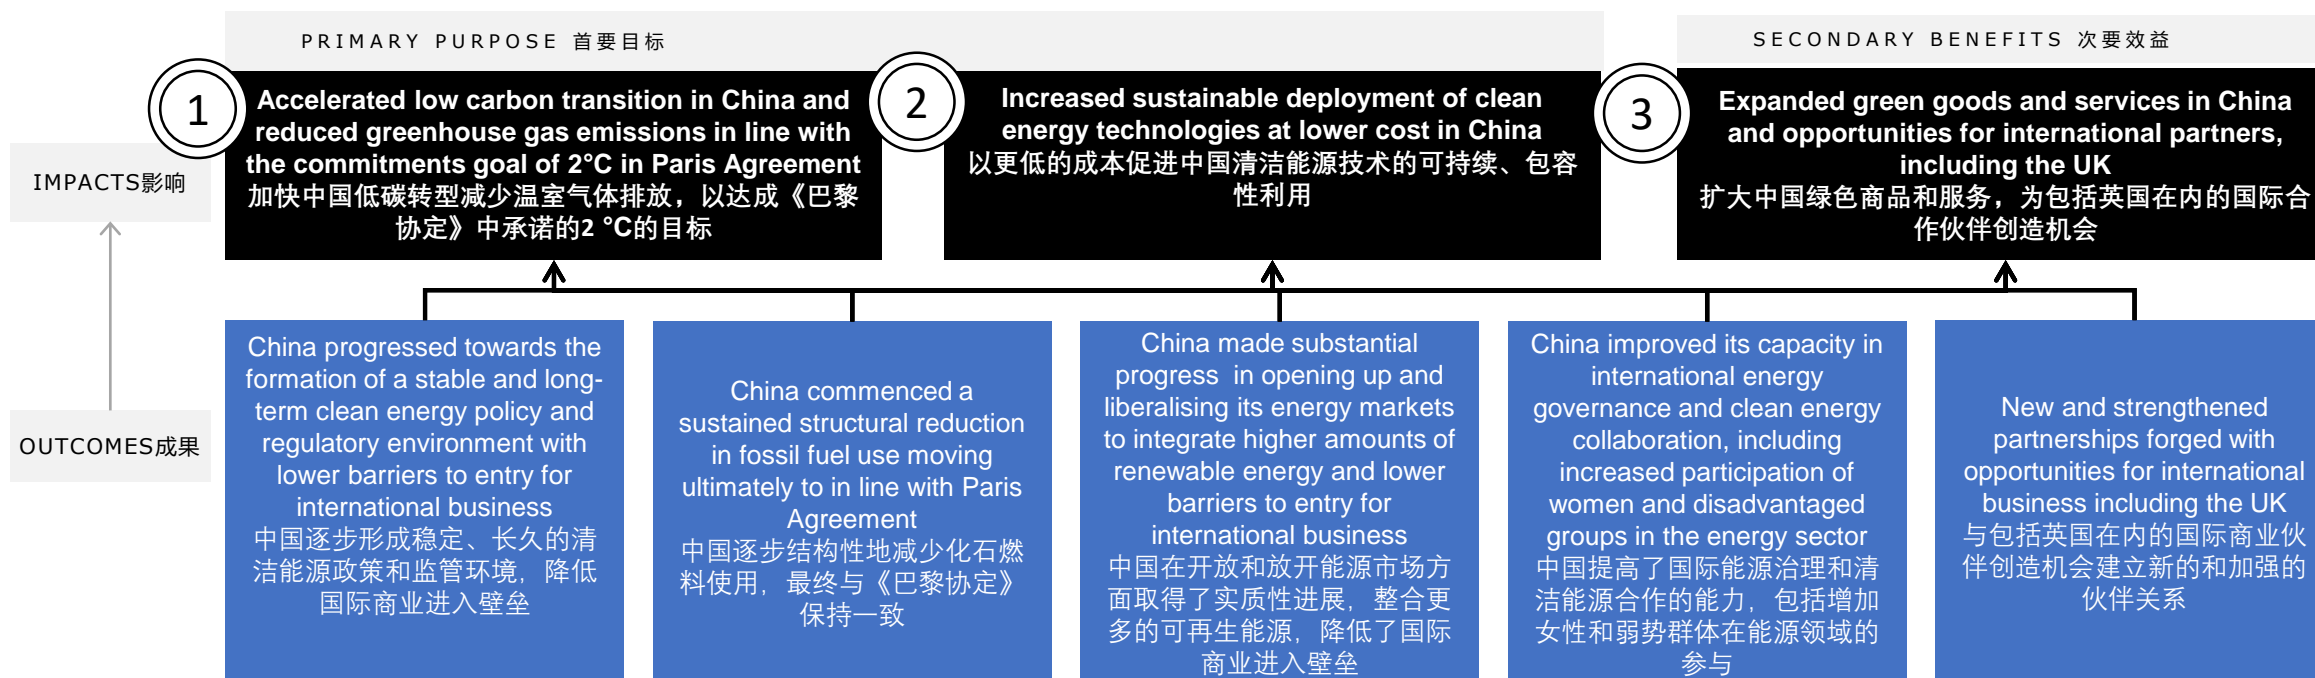 PRIMARY PURPOSE 首要目标
SECONDARY BENEFITS 次要效益
1
Accelerated low carbon transition in China and
reduced greenhouse gas emissions in line with
the commitments goal of 2°C in Paris Agreement
加快中国低碳转型减少温室气体排放，以达成《巴黎
协定》中承诺的2 °C的目标
2
Increased sustainable deployment of clean
energy technologies at lower cost in China
以更低的成本促进中国清洁能源技术的可持续、包容
性利用
3
Expanded green goods and services in China
and opportunities for international partners,
including the UK
扩大中国绿色商品和服务，为包括英国在内的国际合
作伙伴创造机会
IMPACTS影响
OUTCOMES成果
China progressed towards the
formation of a stable and long-
term clean energy policy and
regulatory environment with
lower barriers to entry for
international business
中国逐步形成稳定、长久的清
洁能源政策和监管环境，降低
国际商业进入壁垒
China commenced a
sustained structural reduction
in fossil fuel use moving
ultimately to in line with Paris
Agreement
中国逐步结构性地减少化石燃
料使用，最终与《巴黎协定》
保持一致
China made substantial
progress in opening up and
liberalising its energy markets
to integrate higher amounts of
renewable energy and lower
barriers to entry for
international business
中国在开放和放开能源市场方
面取得了实质性进展，整合更
多的可再生能源，降低了国际
商业进入壁垒
China improved its capacity in
international energy
governance and clean energy
collaboration, including
increased participation of
women and disadvantaged
groups in the energy sector
中国提高了国际能源治理和清
洁能源合作的能力，包括增加
女性和弱势群体在能源领域的
参与
New and strengthened
partnerships forged with
opportunities for international
business including the UK
与包括英国在内的国际商业伙
伴创造机会建立新的和加强的
伙伴关系